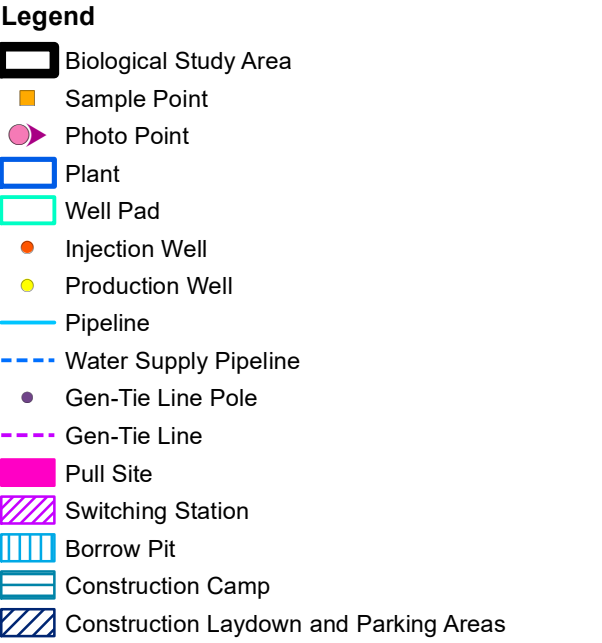 Legend
Biological Study Area
Sample Point
Photo Point
Plant
Well Pad
Injection Well
Production Well
Pipeline
Water Supply Pipeline
Gen-Tie Line Pole
Gen-Tie Line
Pull Site
Switching Station
Borrow Pit
Construction Camp
Construction Laydown and Parking Areas